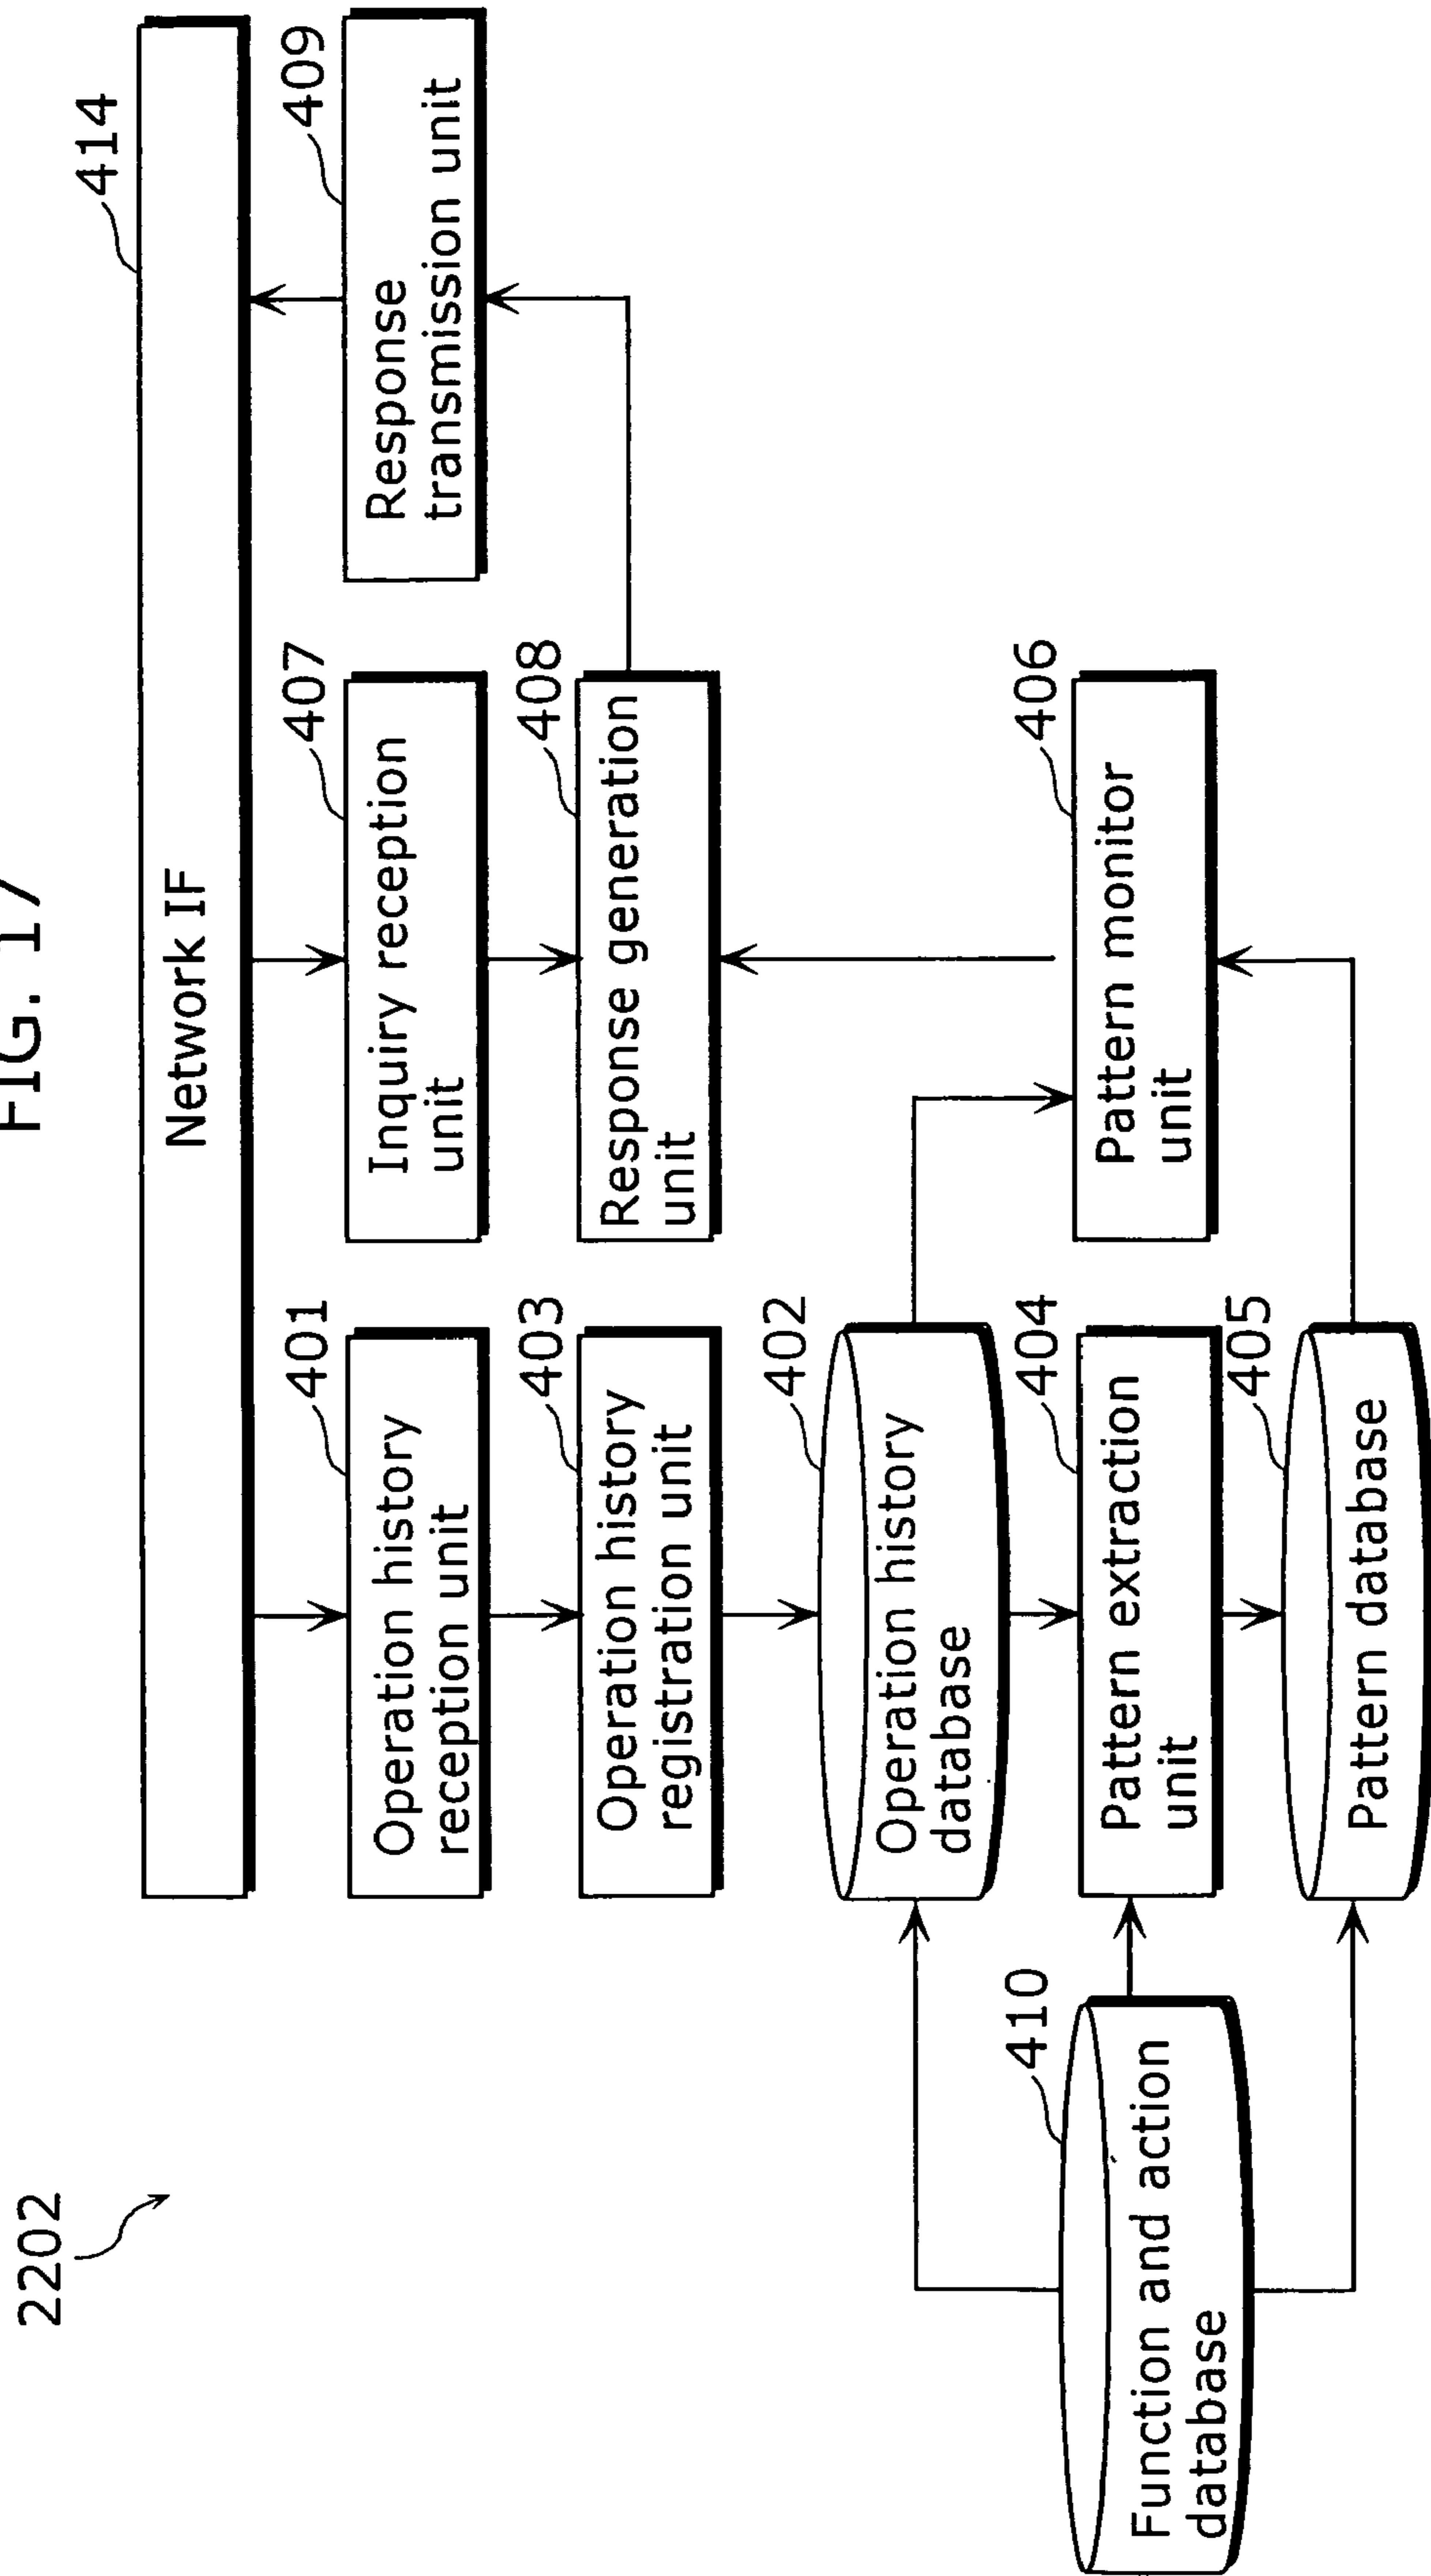 FIG. 17
2202
414
Network IF
401
Operation history
reception unit
407
Inquiry reception
unit
409
Response
transmission unit
403
Operation history
registration unit
408
Response generation
unit
402
Operation history
database
410
Function and action
database
404
Pattern extraction
unit
406
Pattern monitor
unit
405
Pattern database